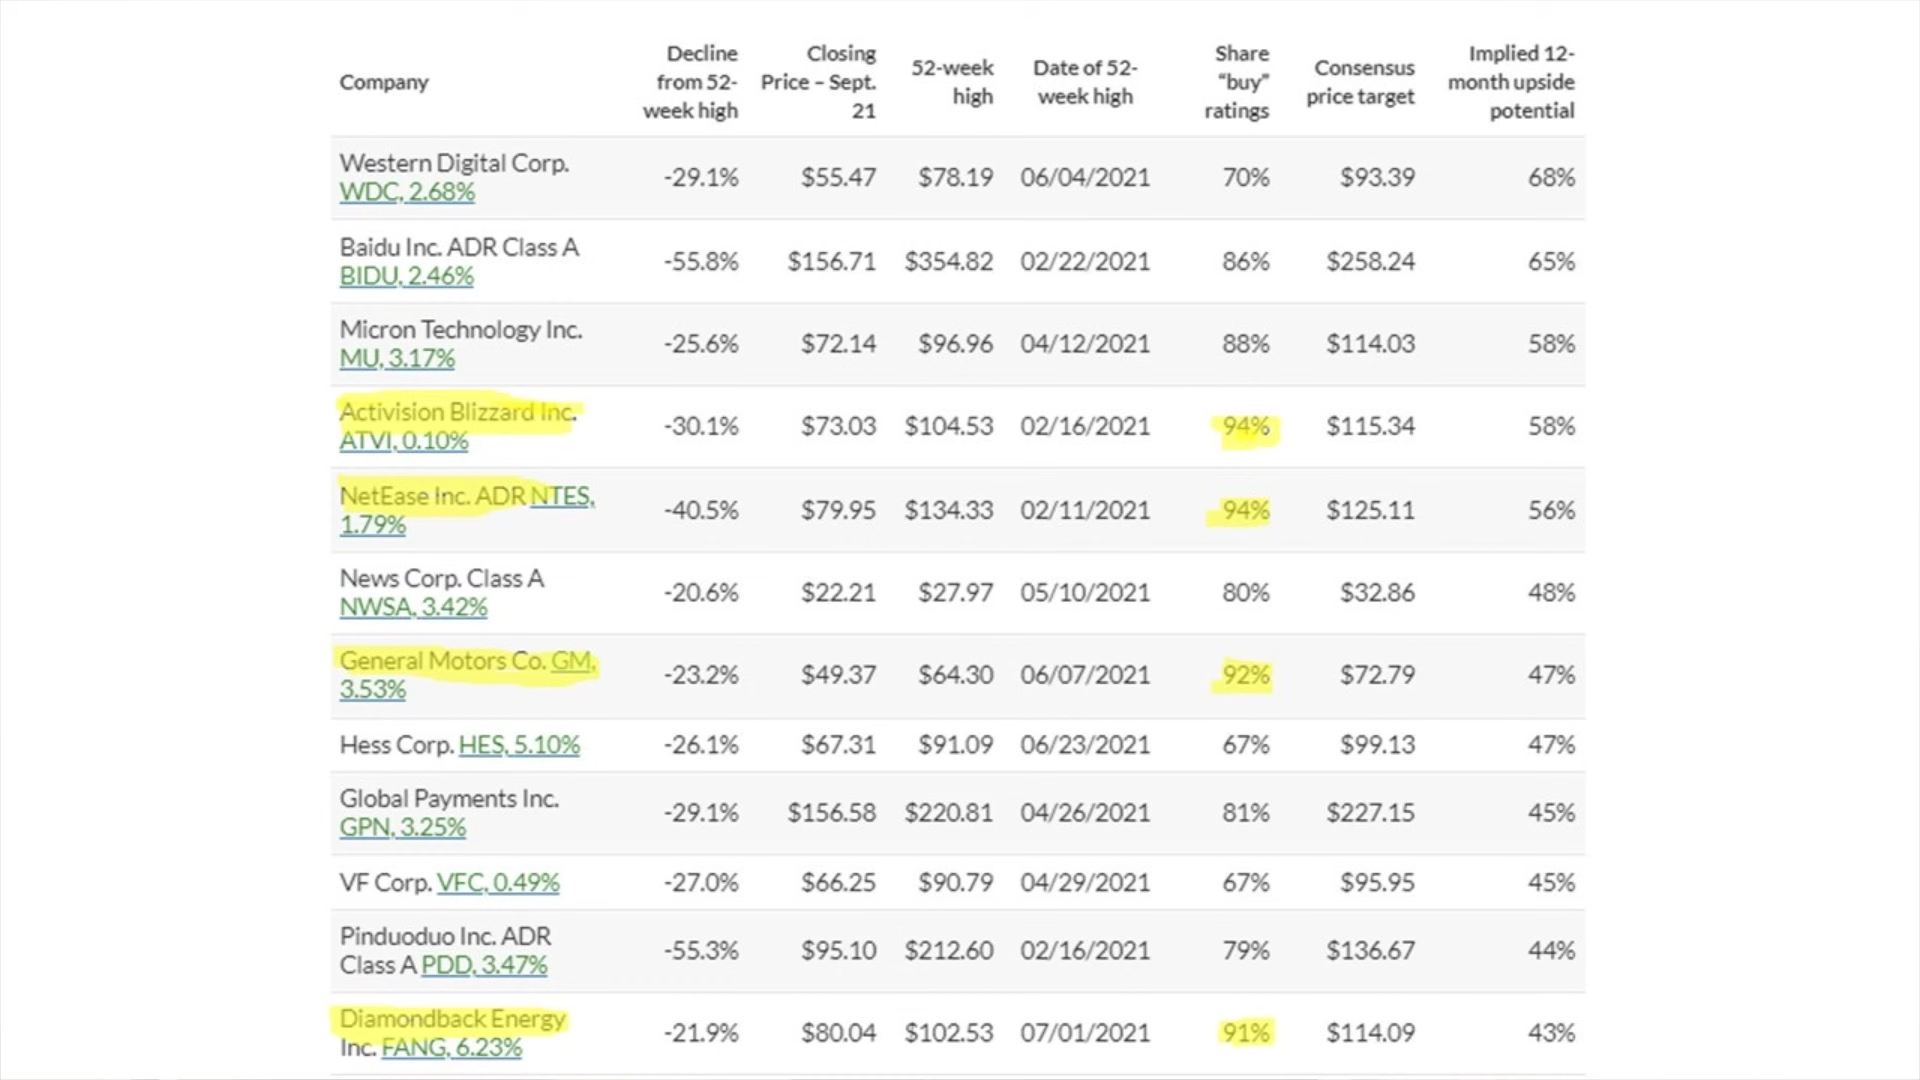 Company Decline from 52-week high Closing Price – Sept. 21 52-week high Date of 52-week high Share “buy” ratings Consensus price target Implied 12-month upside potential
Western Digital Corp. WDC, 2.68% -29.1% $55.47 $78.19 06/04/2021 70% $93.39 68%
Baidu Inc. ADR Class A BIDU, 2.46% -55.8% $156.71 $354.82 02/22/2021 86% $258.24 65%
Micron Technology Inc. MU, 3.17% -25.6% $72.14 $96.96 04/12/2021 88% $114.03 58%
Activision Blizzard Inc. ATVI, 0.10% -30.1% $73.03 $104.53 02/16/2021 94% $115.34 58%
NetEase Inc. ADR NTES, 1.79% -40.5% $79.95 $134.33 02/11/2021 94% $125.11 56%
News Corp. Class A NWSA, 3.42% -20.6% $22.21 $27.97 05/10/2021 80% $32.86 48%
General Motors Co. GM, 3.53% -23.2% $49.37 $64.30 06/07/2021 92% $72.79 47%
Hess Corp. HES, 5.10% -26.1% $67.31 $91.09 06/23/2021 67% $99.13 47%
Global Payments Inc. GPN, 3.25% -29.1% $156.58 $220.81 04/26/2021 81% $227.15 45%
VF Corp. VFC, 0.49% -27.0% $66.25 $90.79 04/29/2021 67% $95.95 45%
Pinduoduo Inc. ADR Class A PDD, 3.47% -55.3% $95.10 $212.60 02/16/2021 79% $136.67 44%
Diamondback Energy Inc. FANG, 6.23% -21.9% $80.04 $102.53 07/01/2021 91% $114.09 43%